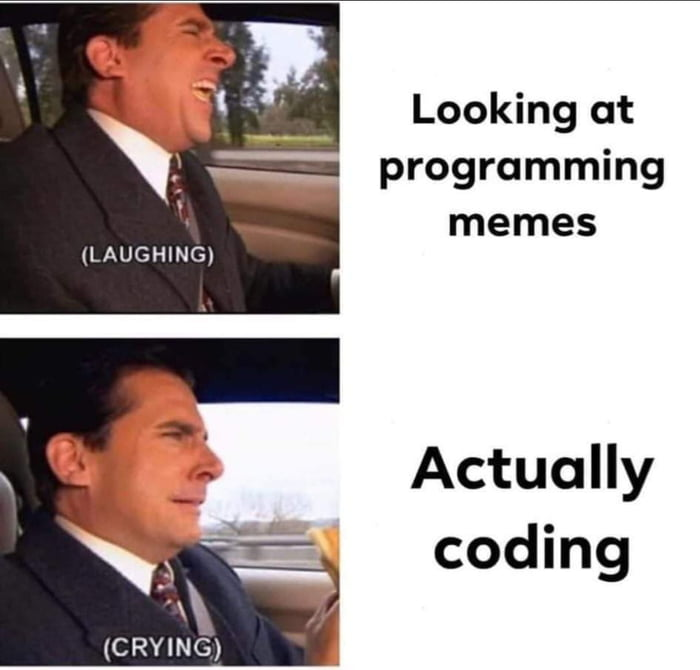 (LAUGHING)
Looking at
programming
memes
(CRYING)
Actually
coding